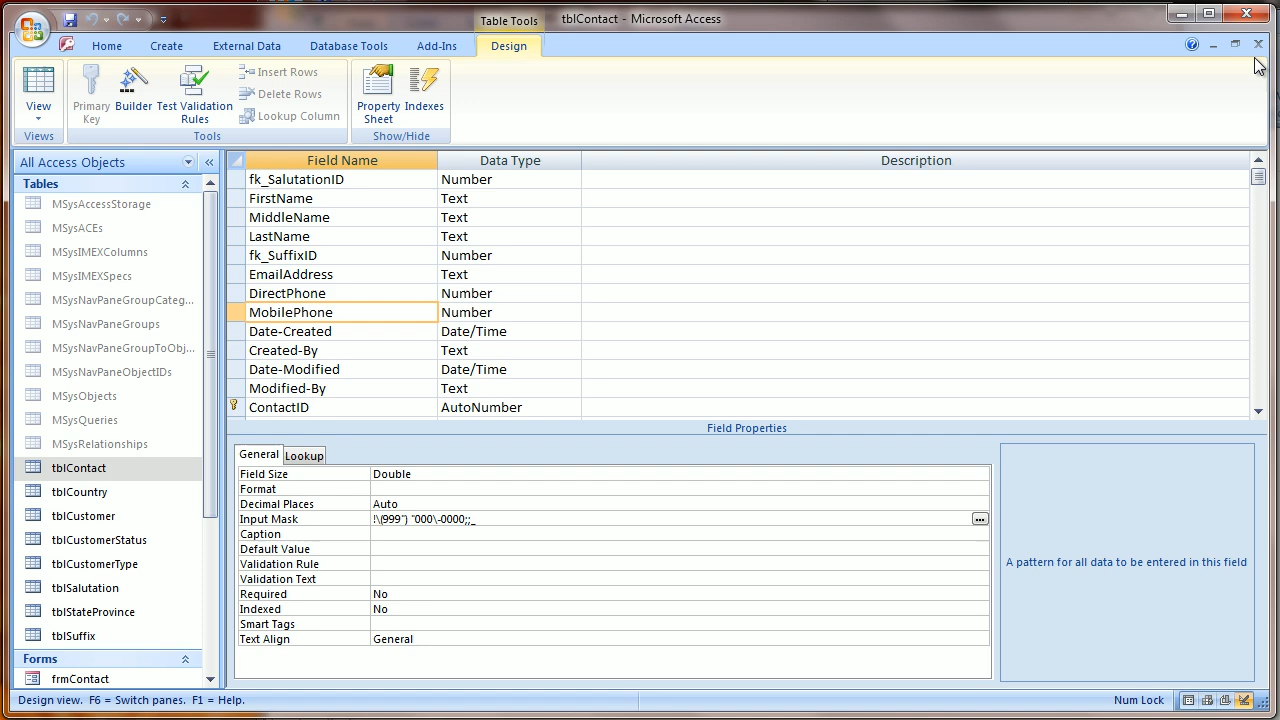 Table Tools
tblContact - Microsoft Access
Home
Create
External Data
Database Tools
Add-Ins
Design
View
Primary Key
Builder
Test Validation Rules
Insert Rows
Delete Rows
Lookup Column
Property Sheet
Indexes
Views
Tools
Show/Hide
All Access Objects
Tables
MSysAccessStorage
MSysACEs
MSysIMEXColumns
MSysIMEXSpecs
MSysNavPaneGroupCateg...
MSysNavPaneGroups
MSysNavPaneGroupToObj...
MSysNavPaneObjectIDs
MSysObjects
MSysQueries
MSysRelationships
tblContact
tblCountry
tblCustomer
tblCustomerStatus
tblCustomerType
tblSalutation
tblStateProvince
tblSuffix
Forms
frmContact
Field Name Data Type Description
fk_SalutationID Number
FirstName Text
MiddleName Text
LastName Text
fk_SuffixID Number
EmailAddress Text
DirectPhone Number
MobilePhone Number
Date-Created Date/Time
Created-By Text
Date-Modified Date/Time
Modified-By Text
ContactID AutoNumber
Field Properties
General Lookup
Field Size Double
Format
Decimal Places Auto
Input Mask !\(999") "000\-0000;;_
Caption
Default Value
Validation Rule
Validation Text
Required No
Indexed No
Smart Tags
Text Align General
A pattern for all data to be entered in this field
Design view. F6 = Switch panes. F1 = Help.
Num Lock